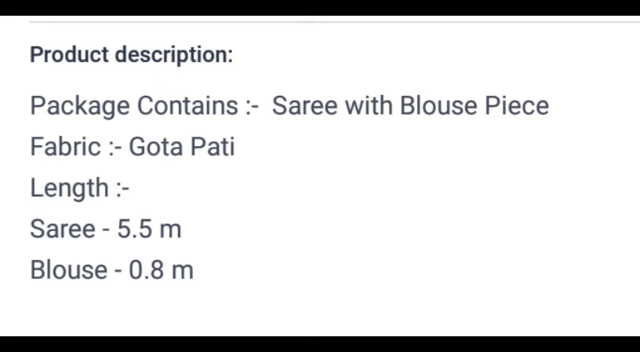 Product description:
Package Contains :-  Saree with Blouse Piece
Fabric :- Gota Pati
Length :-
Saree - 5.5 m
Blouse - 0.8 m